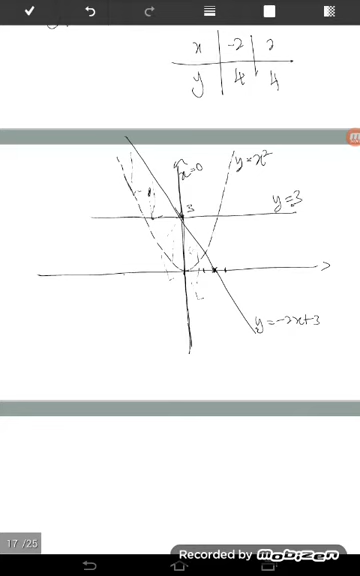 x -2 2
y 4 4
x=0
y=x²
y=3
3
y=-2x+3
17 /25
Recorded by Mobizen